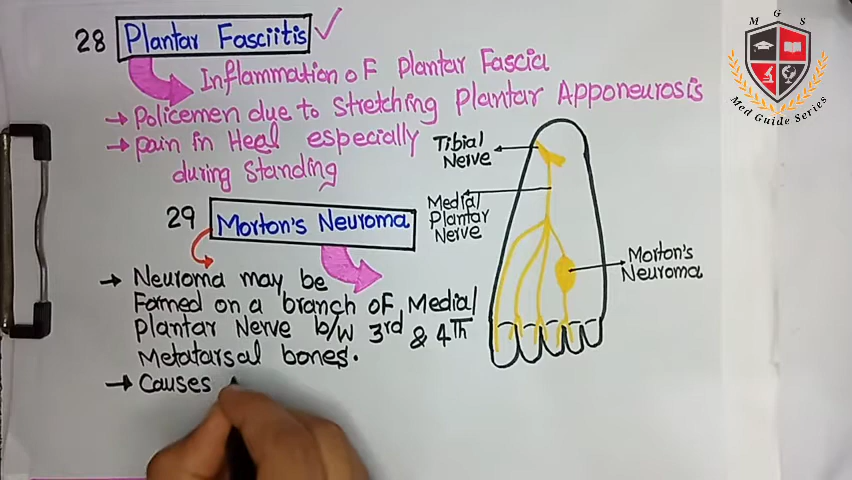 28 Plantar Fasciitis ✓
Inflammation of Plantar Fascia
→ Policemen due to Stretching Plantar Apponeurosis
→ Pain in Heal especially
during Standing
29 Morton's Neuroma
→ Neuroma may be
Formed on a branch of Medial
Plantar Nerve b/w 3rd & 4Th
Metatarsal bones.
→ Causes
Tibial
Nerve
Medial
Plantar
Nerve
Morton's
Neuroma
M G S
Med Guide Series